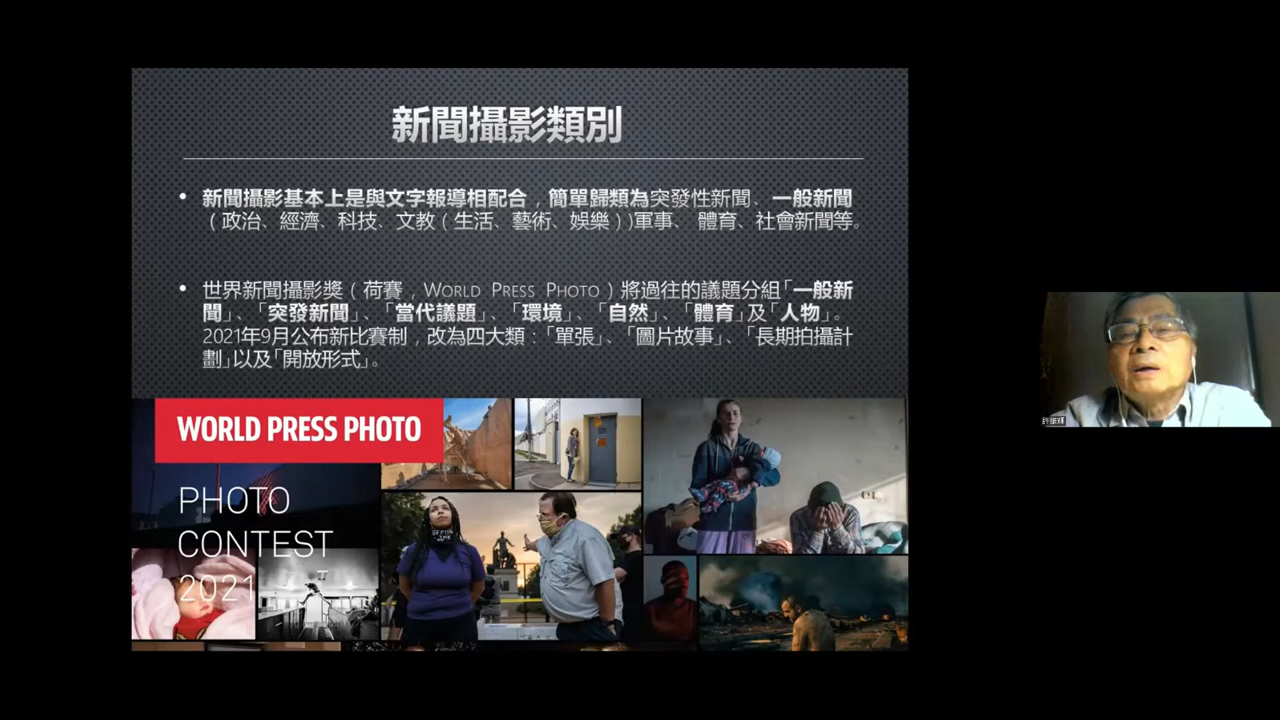 新聞攝影類別
• 新聞攝影基本上是與文字報導相配合，簡單歸類為突發性新聞、一般新聞
（政治、經濟、科技、文教（生活、藝術、娛樂））軍事、 體育、社會新聞等。
• 世界新聞攝影獎（荷賽，WORLD PRESS PHOTO）將過往的議題分組「一般新
聞」、「突發新聞」、「當代議題」、「環境」、「自然」、「體育」及「人物」。
2021年9月公布新比賽制，改為四大類：「單張」、「圖片故事」、「長期拍攝計
劃」以及「開放形式」。
WORLD PRESS PHOTO
PHOTO
CONTEST
2021